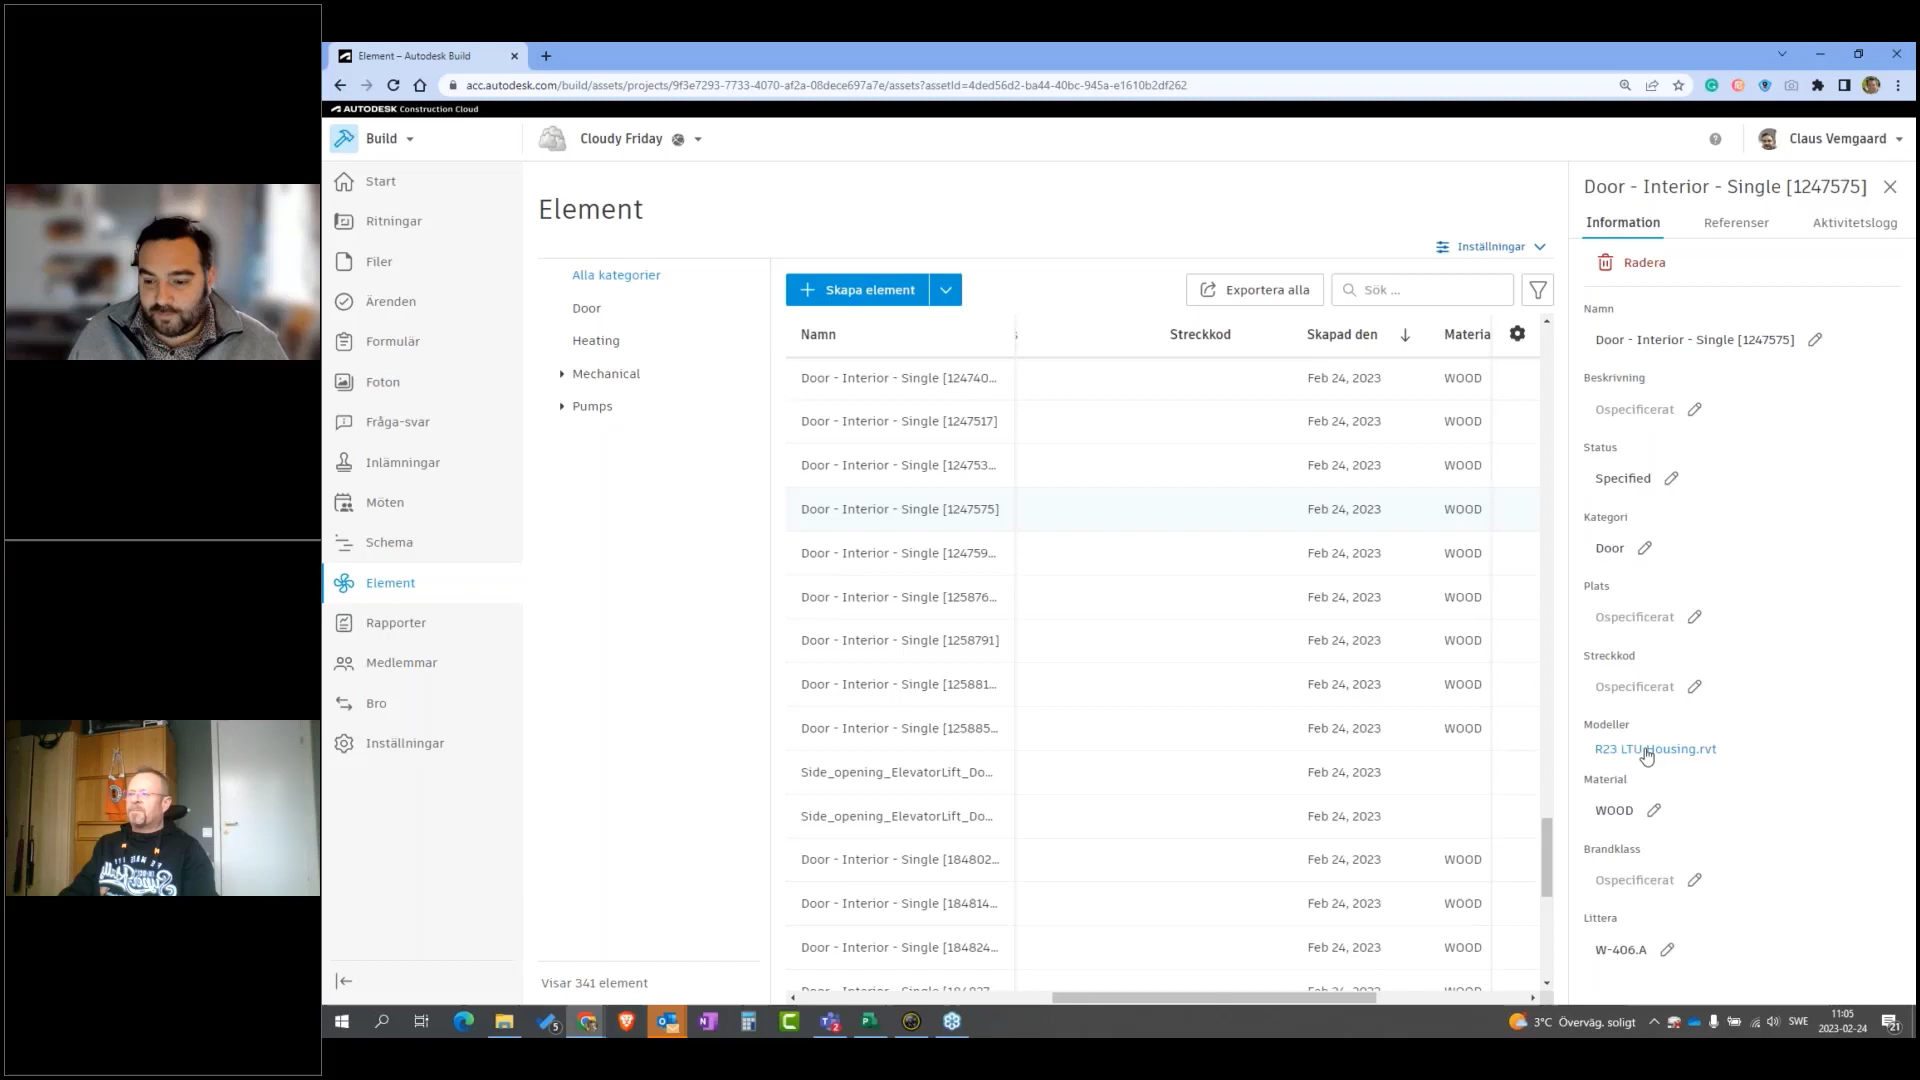 Element – Autodesk Build
acc.autodesk.com/build/assets/projects/9f3e7293-7733-4070-af2a-08dece697a7e/assets?assetId=4ded56d2-ba44-40bc-945a-e1610b2df262
AUTODESK Construction Cloud
Build
Cloudy Friday
Claus Vemgaard
Start
Ritningar
Filer
Ärenden
Formulär
Foton
Fråga-svar
Inlämningar
Möten
Schema
Element
Rapporter
Medlemmar
Bro
Inställningar
Element
Inställningar
Alla kategorier
Door
Heating
Mechanical
Pumps
Visar 341 element
Skapa element
Exportera alla
Sök ...
Namn Streckkod Skapad den Materia
Door - Interior - Single [124740... Feb 24, 2023 WOOD
Door - Interior - Single [1247517] Feb 24, 2023 WOOD
Door - Interior - Single [124753... Feb 24, 2023 WOOD
Door - Interior - Single [1247575] Feb 24, 2023 WOOD
Door - Interior - Single [124759... Feb 24, 2023 WOOD
Door - Interior - Single [125876... Feb 24, 2023 WOOD
Door - Interior - Single [1258791] Feb 24, 2023 WOOD
Door - Interior - Single [125881... Feb 24, 2023 WOOD
Door - Interior - Single [125885... Feb 24, 2023 WOOD
Side_opening_ElevatorLift_Do... Feb 24, 2023
Side_opening_ElevatorLift_Do... Feb 24, 2023
Door - Interior - Single [184802... Feb 24, 2023 WOOD
Door - Interior - Single [184814... Feb 24, 2023 WOOD
Door - Interior - Single [184824... Feb 24, 2023 WOOD
Door - Interior - Single [184827... Feb 24, 2023 WOOD
Door - Interior - Single [1247575]
Information Referenser Aktivitetslogg
Radera
Namn
Door - Interior - Single [1247575]
Beskrivning
Ospecificerat
Status
Specified
Kategori
Door
Plats
Ospecificerat
Streckkod
Ospecificerat
Modeller
R23 LTU Housing.rvt
Material
WOOD
Brandklass
Ospecificerat
Littera
W-406.A
3°C Överväg. soligt
SWE
11:05
2023-02-24
21